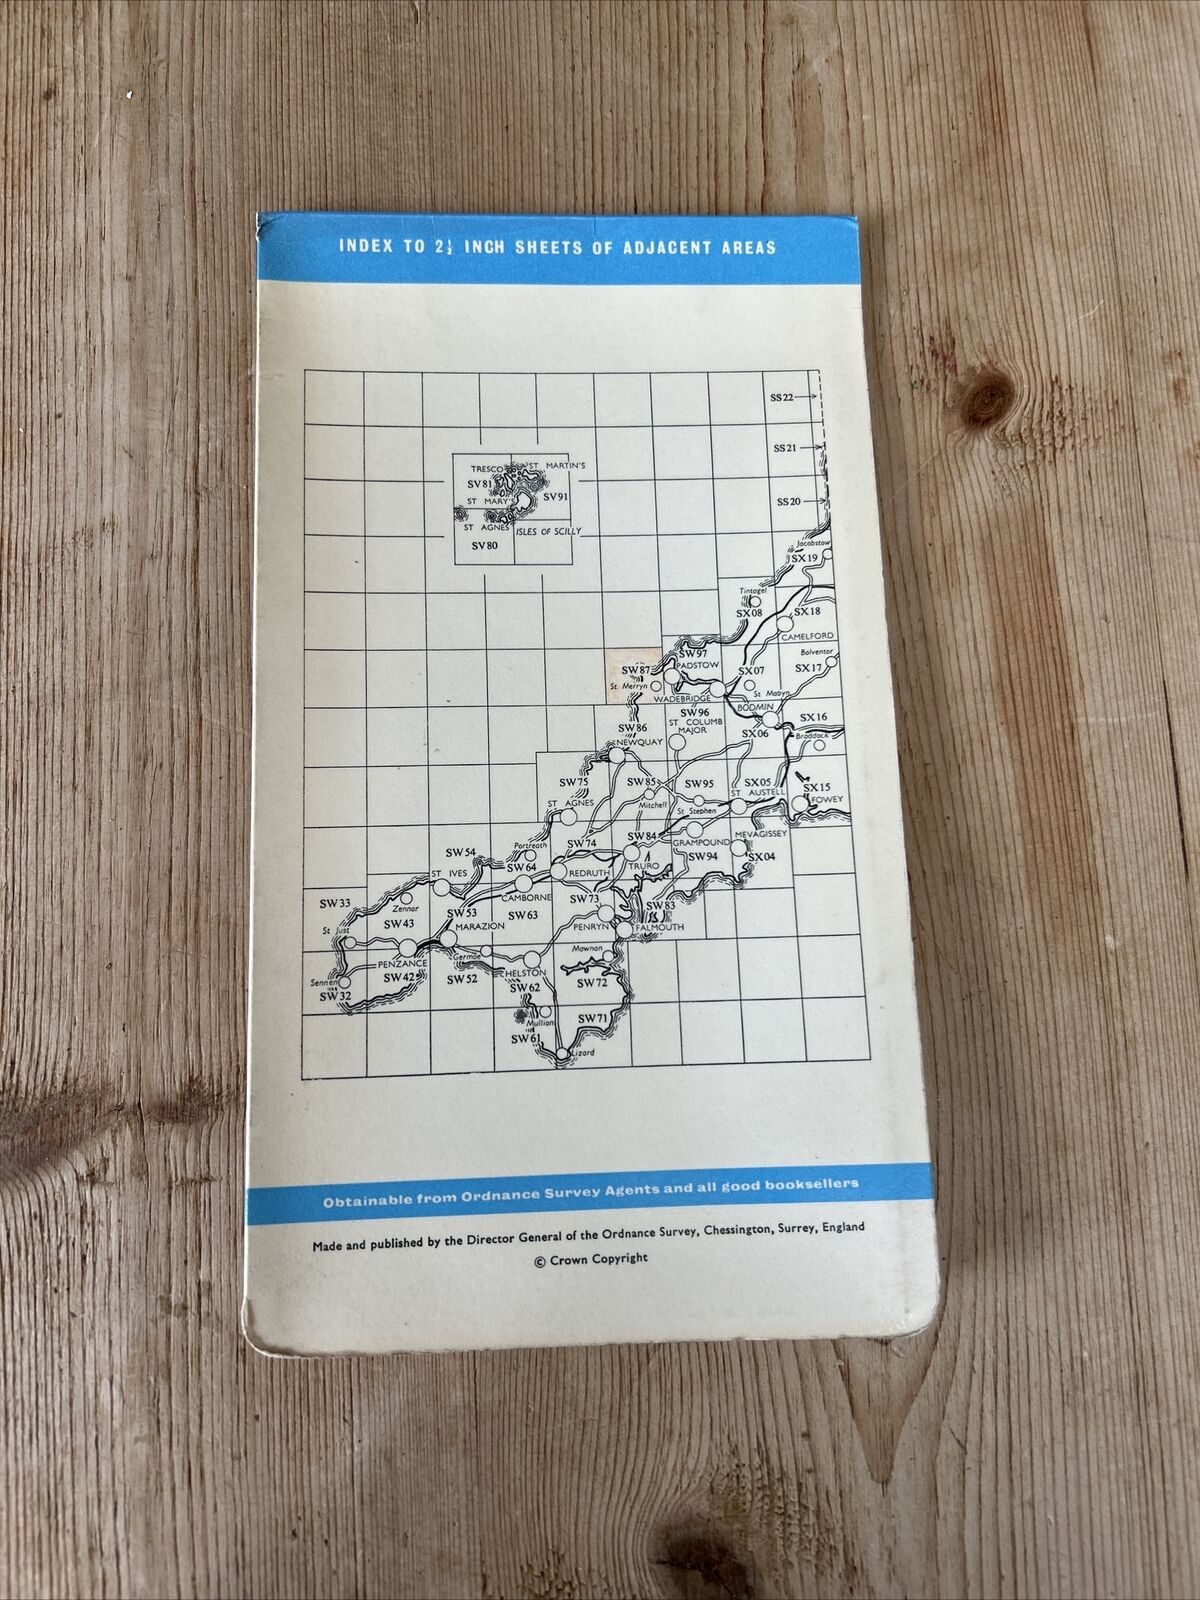 INDEX TO 2½ INCH SHEETS OF ADJACENT AREAS
SS22
SS21
TRESCO
ST MARTIN'S
SV81
SV91
ST MARY'S
SS20
ST AGNES
ISLES OF SCILLY
SV80
Jacobstow
SX19
Tintagel
SX08
SX18
CAMELFORD
SW97
Bolventor
SW87
PADSTOW
SX07
SX17
St Merryn
St Mabyn
WADEBRIDGE
BODMIN
SW96
SX16
SW86
ST COLUMB
MAJOR
SX06
Braddock
NEWQUAY
SW75
SW85
SW95
SX05
SX15
ST AUSTELL
FOWEY
ST AGNES
Mitchell
St Stephen
SW84
MEVAGISSEY
Portreath
SW74
GRAMPOUND
SW54
SW94
SX04
SW64
TRURO
ST IVES
REDRUTH
CAMBORNE
SW33
Zennor
SW73
SW83
SW53
SW63
SW43
MARAZION
PENRYN
FALMOUTH
St Just
Germoe
Mawnan
PENZANCE
HELSTON
SW42
SW52
SW72
Sennen
SW62
SW32
SW71
Mullion
SW61
Lizard
Obtainable from Ordnance Survey Agents and all good booksellers
Made and published by the Director General of the Ordnance Survey, Chessington, Surrey, England
© Crown Copyright